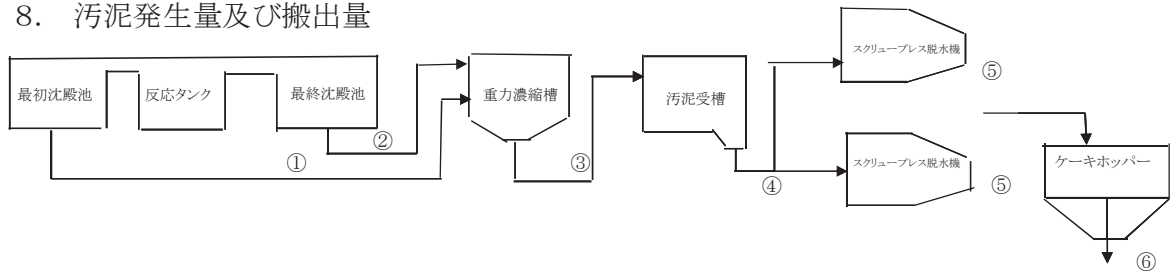 8. 汚泥発生量及び搬出量
スクリュープレス脱水機
⑤
最初沈殿池
反応タンク
最終沈殿池
重力濃縮槽
汚泥受槽
②
①
③
④
スクリュープレス脱水機
⑤
ケーキホッパー
⑥